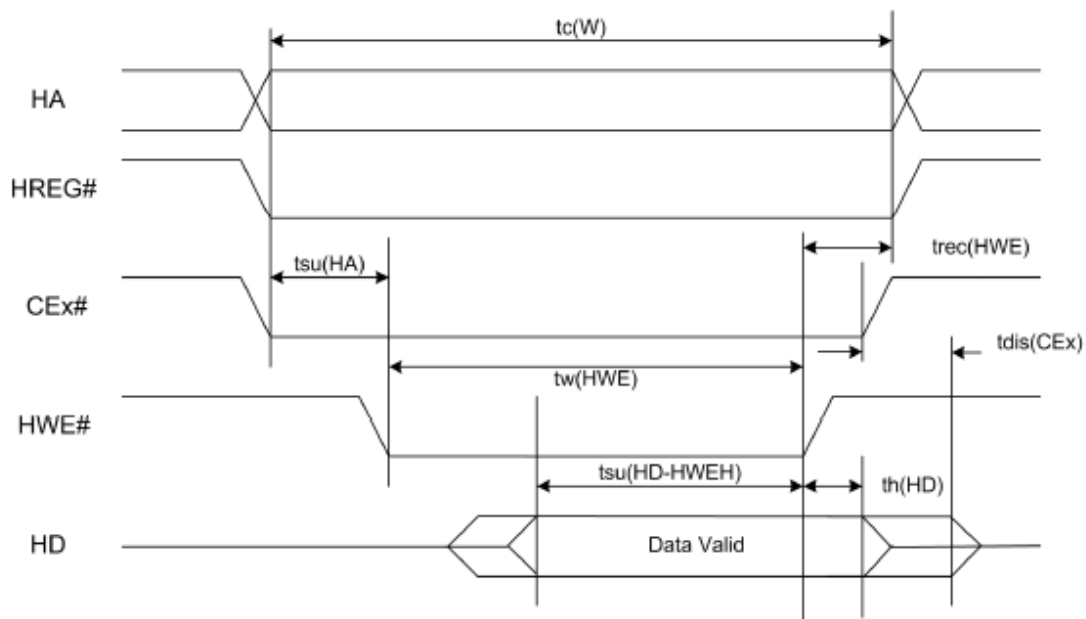 tc(W)
HA
HREG#
trec(HWE)
tsu(HA)
CEx#
tdis(CEx)
tw(HWE)
HWE#
tsu(HD-HWEH)
th(HD)
HD
Data Valid